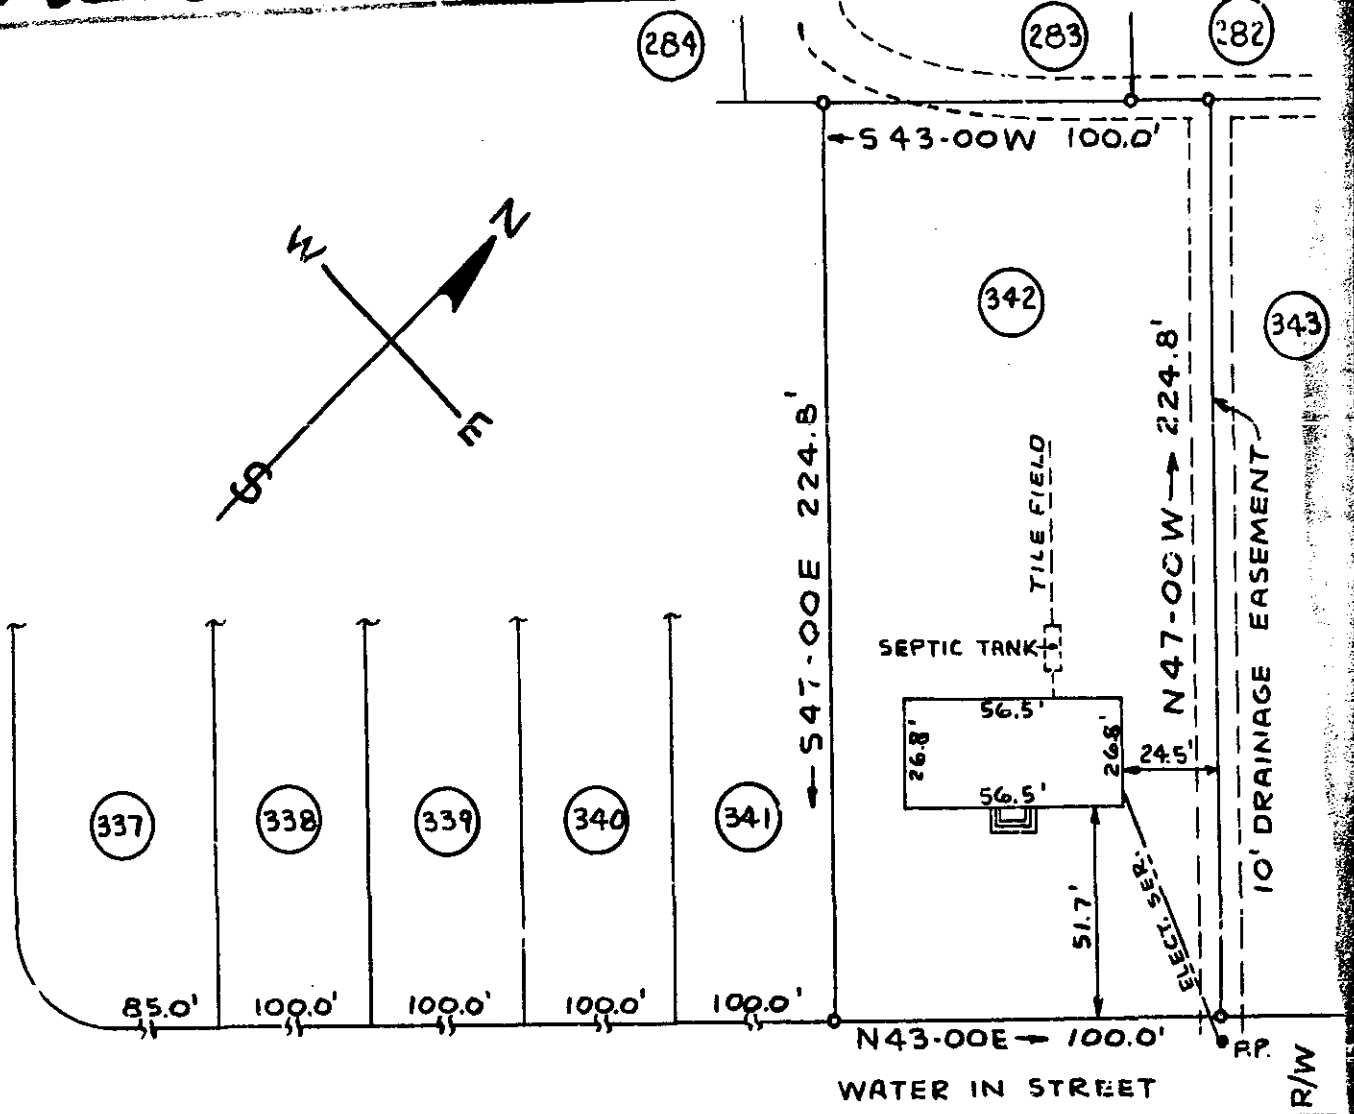 284
283
282
S 43-00W 100.0'
N
W
E
S
342
343
S47-00E 224.8'
N47-00W 224.8'
TILE FIELD
10' DRAINAGE EASEMENT
SEPTIC TANK
56.5'
26.8'
26.8'
24.5'
56.5'
337
338
339
340
341
51.7'
ELECT. SER.
85.0'
100.0'
100.0'
100.0'
100.0'
N43-00E 100.0'
P.P.
R/W
WATER IN STREET